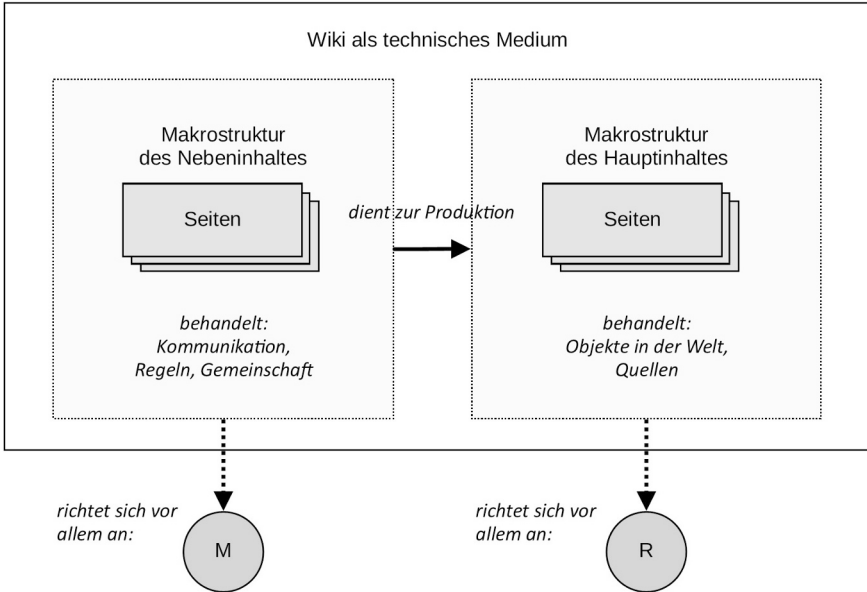 Wiki als technisches Medium
Makrostruktur
des Nebeninhaltes
Seiten
behandelt:
Kommunikation,
Regeln, Gemeinschaft
dient zur Produktion
Makrostruktur
des Hauptinhaltes
Seiten
behandelt:
Objekte in der Welt,
Quellen
richtet sich vor
allem an:
M
richtet sich vor
allem an:
R